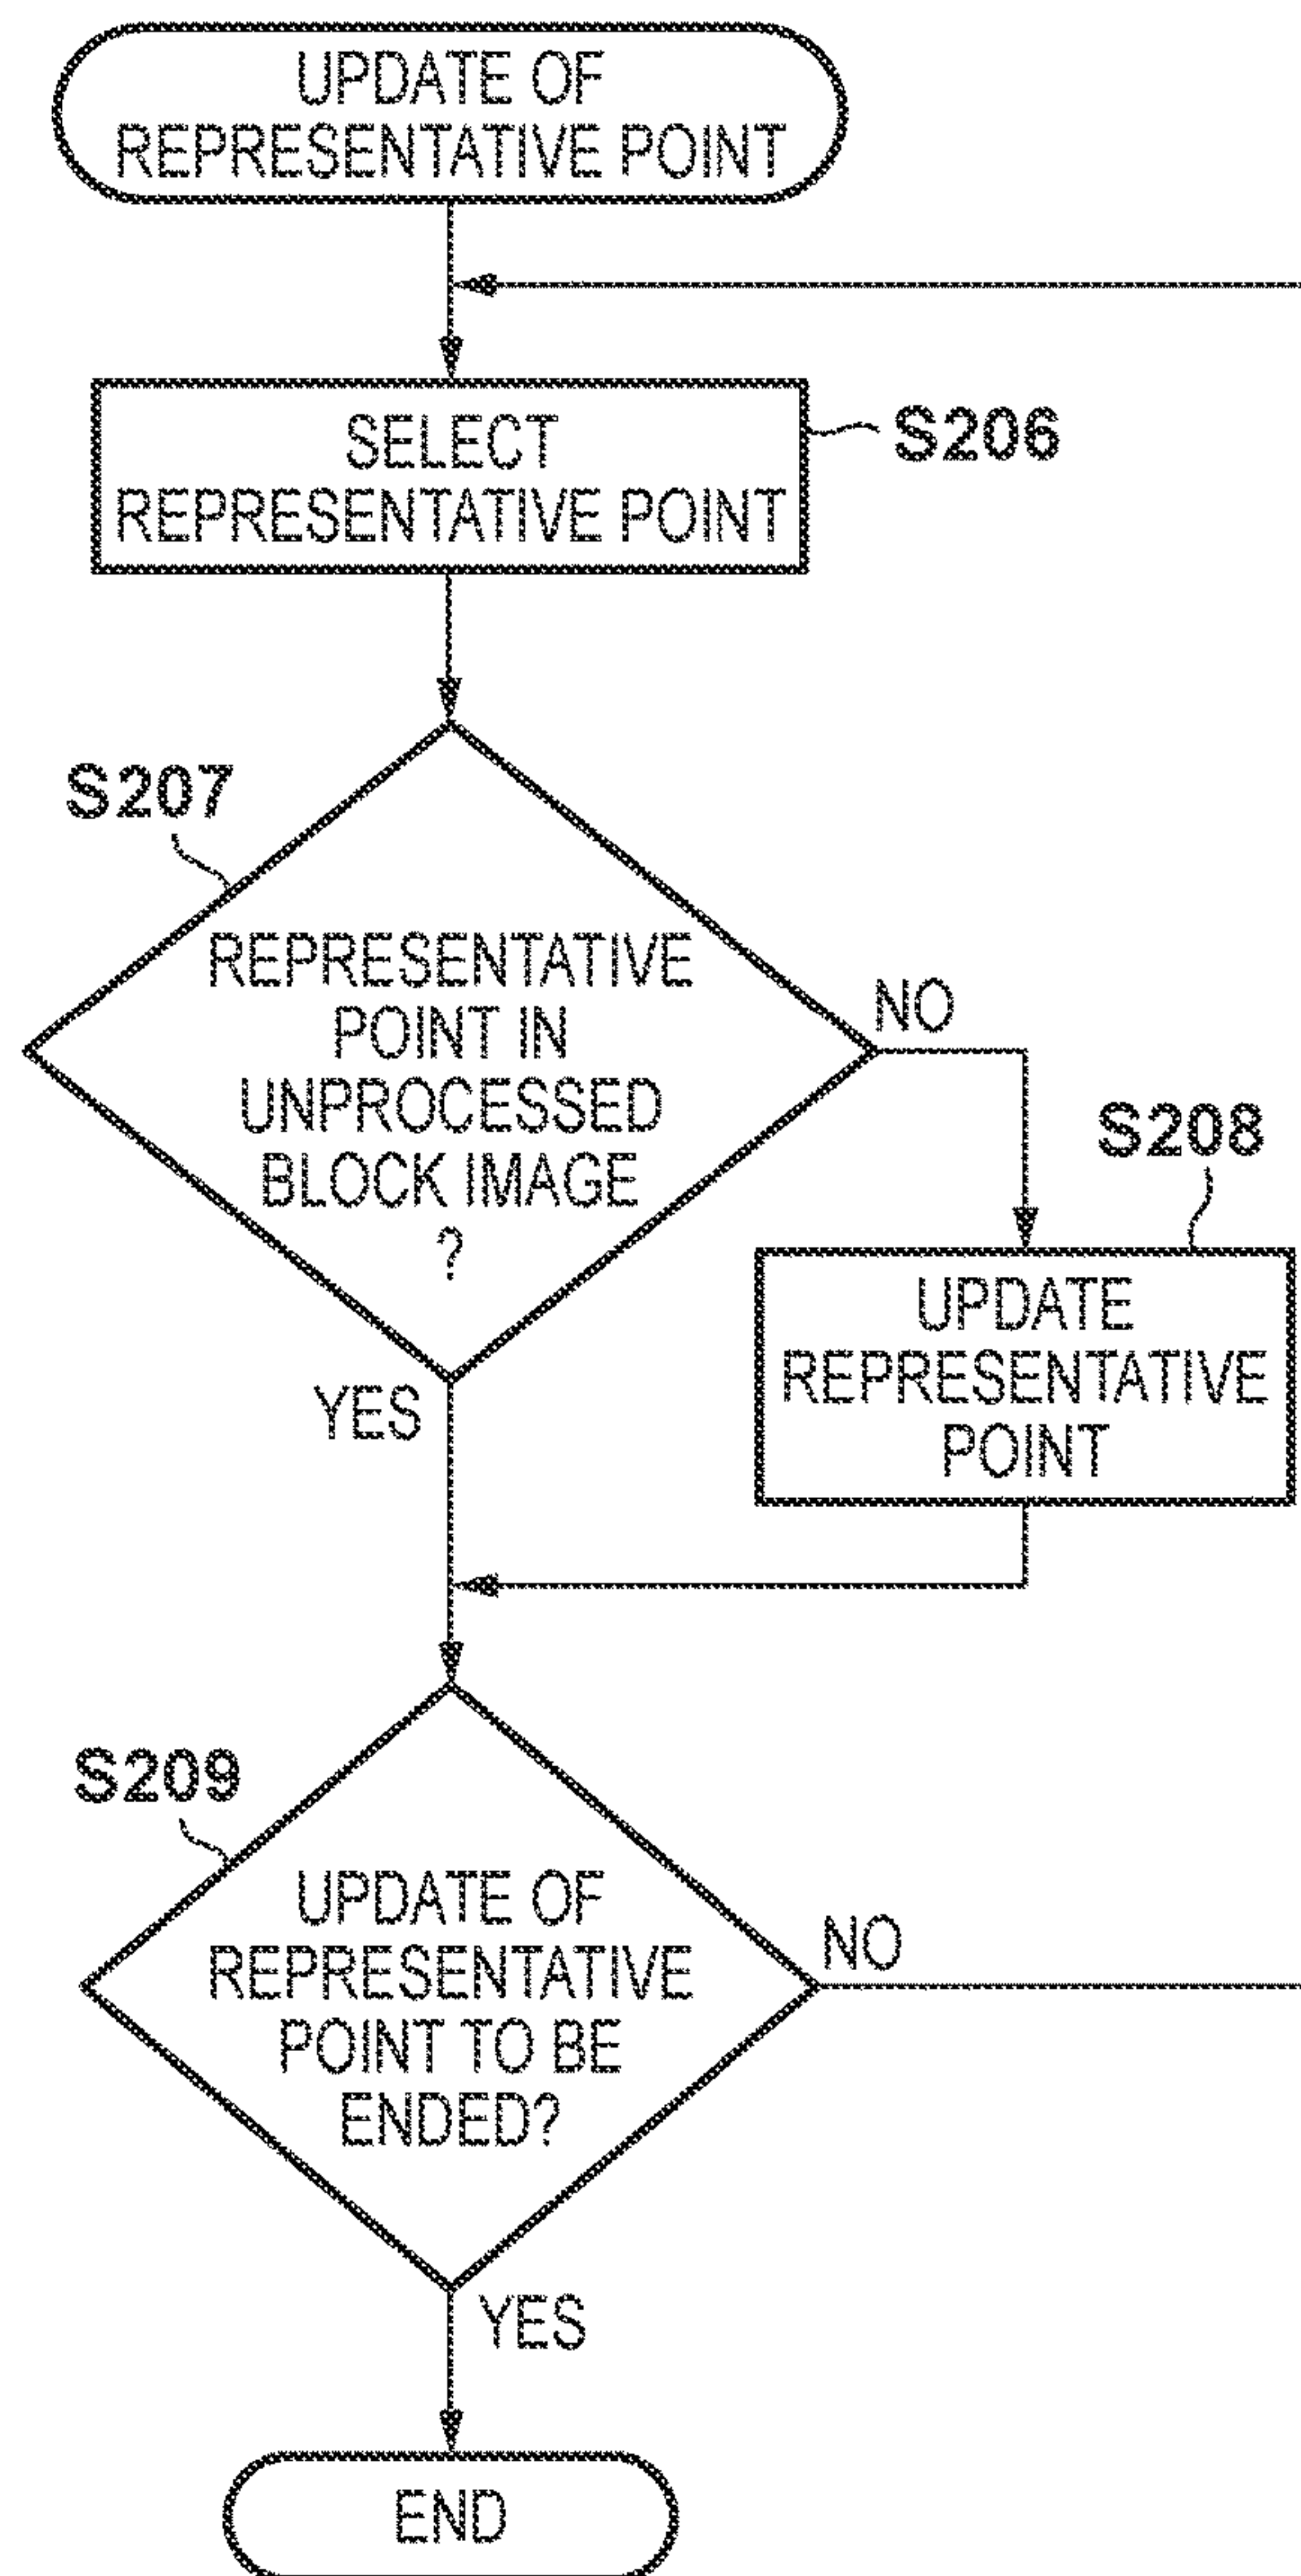 UPDATE OF
REPRESENTATIVE POINT
SELECT
REPRESENTATIVE POINT
S206
S207
REPRESENTATIVE
POINT IN
UNPROCESSED
BLOCK IMAGE
?
NO
YES
S208
UPDATE
REPRESENTATIVE
POINT
S209
UPDATE OF
REPRESENTATIVE
POINT TO BE
ENDED?
NO
YES
END